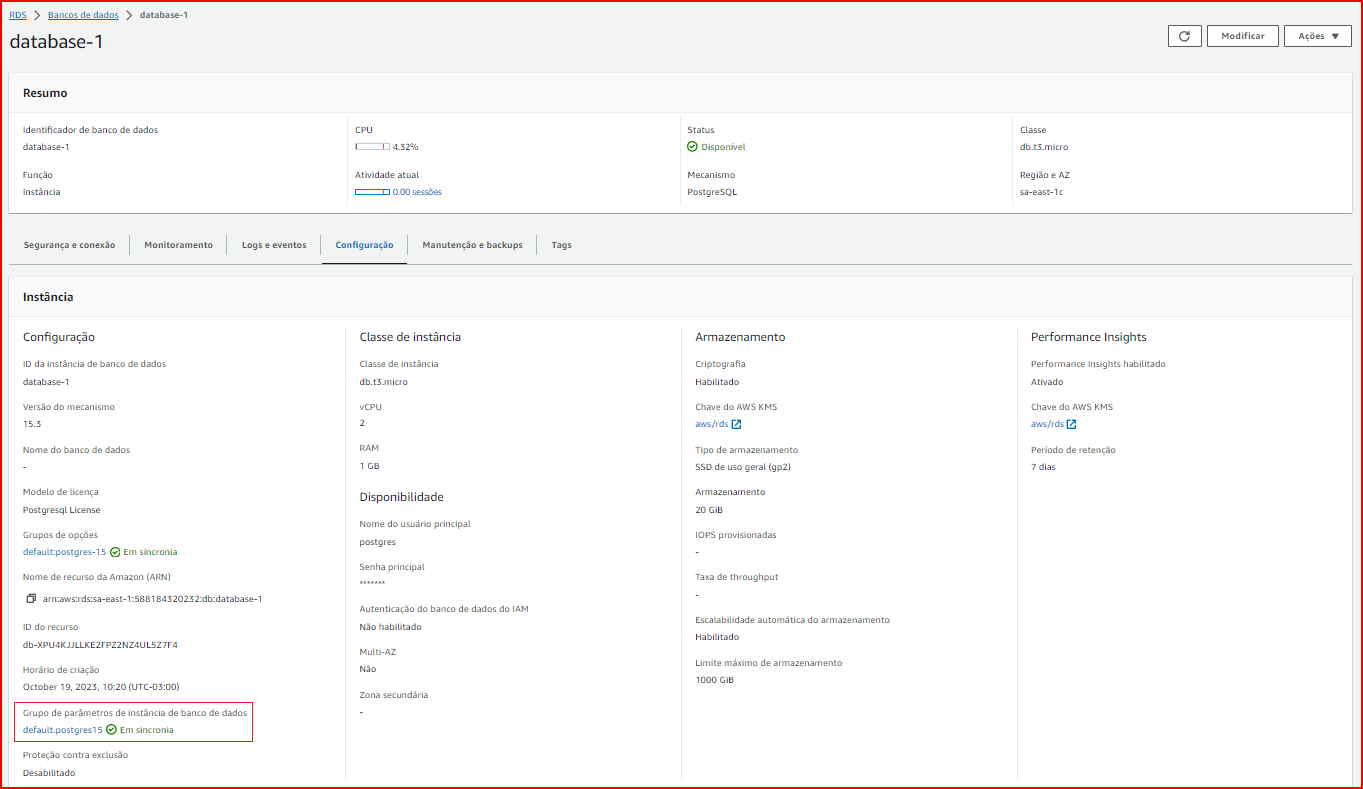 RDS > Bancos de dados > database-1
database-1
Modificar
Ações
Resumo
Identificador de banco de dados
database-1
CPU
4.32%
Status
Disponível
Classe
db.t3.micro
Função
Instância
Atividade atual
0.00 sessões
Mecanismo
PostgreSQL
Região e AZ
sa-east-1c
Segurança e conexão
Monitoramento
Logs e eventos
Configuração
Manutenção e backups
Tags
Instância
Configuração
ID da instância de banco de dados
database-1
Versão do mecanismo
15.3
Nome do banco de dados
-
Modelo de licença
Postgresql License
Grupos de opções
default:postgres-15 Em sincronia
Nome de recurso da Amazon (ARN)
arn:aws:rds:sa-east-1:588184320232:db:database-1
ID do recurso
db-XPU4KJJLLKE2FPZ2NZ4UL5Z7F4
Horário de criação
October 19, 2023, 10:20 (UTC-03:00)
Grupo de parâmetros de instância de banco de dados
default.postgres15 Em sincronia
Proteção contra exclusão
Desabilitado
Classe de instância
Classe de instância
db.t3.micro
vCPU
2
RAM
1 GB
Disponibilidade
Nome do usuário principal
postgres
Senha principal
*******
Autenticação do banco de dados do IAM
Não habilitado
Multi-AZ
Não
Zona secundária
-
Armazenamento
Criptografia
Habilitado
Chave do AWS KMS
aws/rds
Tipo de armazenamento
SSD de uso geral (gp2)
Armazenamento
20 GiB
IOPS provisionadas
-
Taxa de throughput
-
Escalabilidade automática do armazenamento
Habilitado
Limite máximo de armazenamento
1000 GiB
Performance Insights
Performance Insights habilitado
Ativado
Chave do AWS KMS
aws/rds
Período de retenção
7 dias